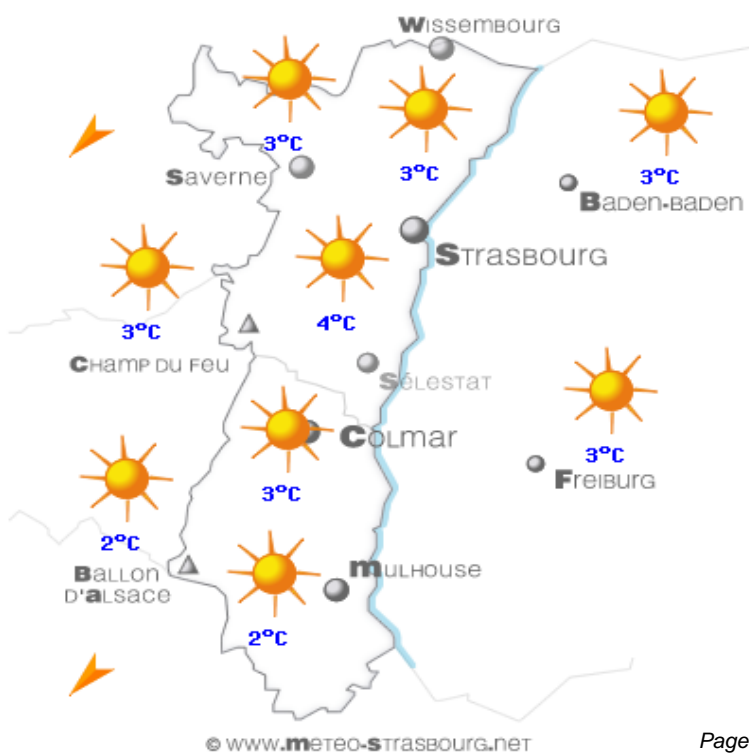 Wissembourg
3°C
Saverne
3°C
3°C
Baden-Baden
Strasbourg
3°C
4°C
Champ du Feu
Sélestat
Colmar
3°C
3°C
Freiburg
2°C
Ballon
d'alsace
mulhouse
2°C
© www.meteo-strasbourg.net
Page